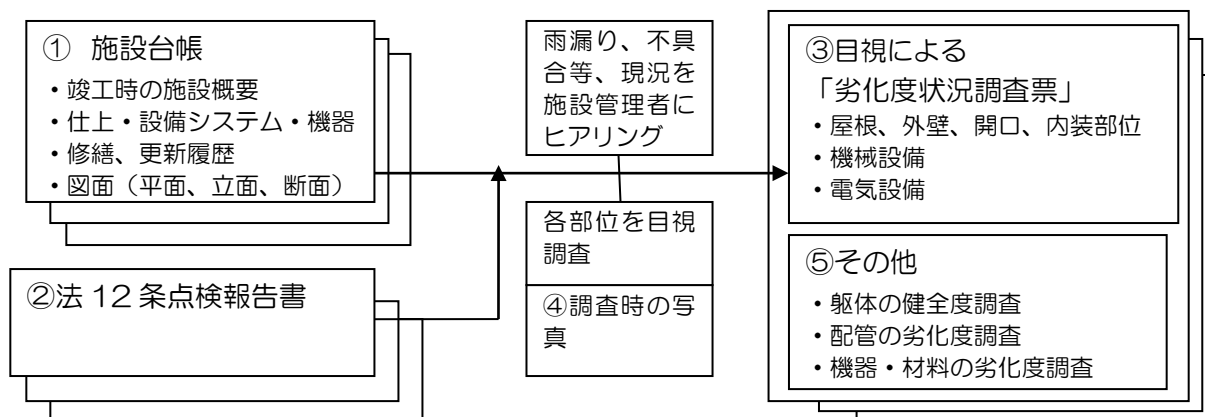 ① 施設台帳
・竣工時の施設概要
・仕上・設備システム・機器
・修繕、更新履歴
・図面（平面、立面、断面）
②法 12 条点検報告書
雨漏り、不具
合等、現況を
施設管理者に
ヒアリング
各部位を目視
調査
④調査時の写
真
③目視による
「劣化度状況調査票」
・屋根、外壁、開口、内装部位
・機械設備
・電気設備
⑤その他
・躯体の健全度調査
・配管の劣化度調査
・機器・材料の劣化度調査